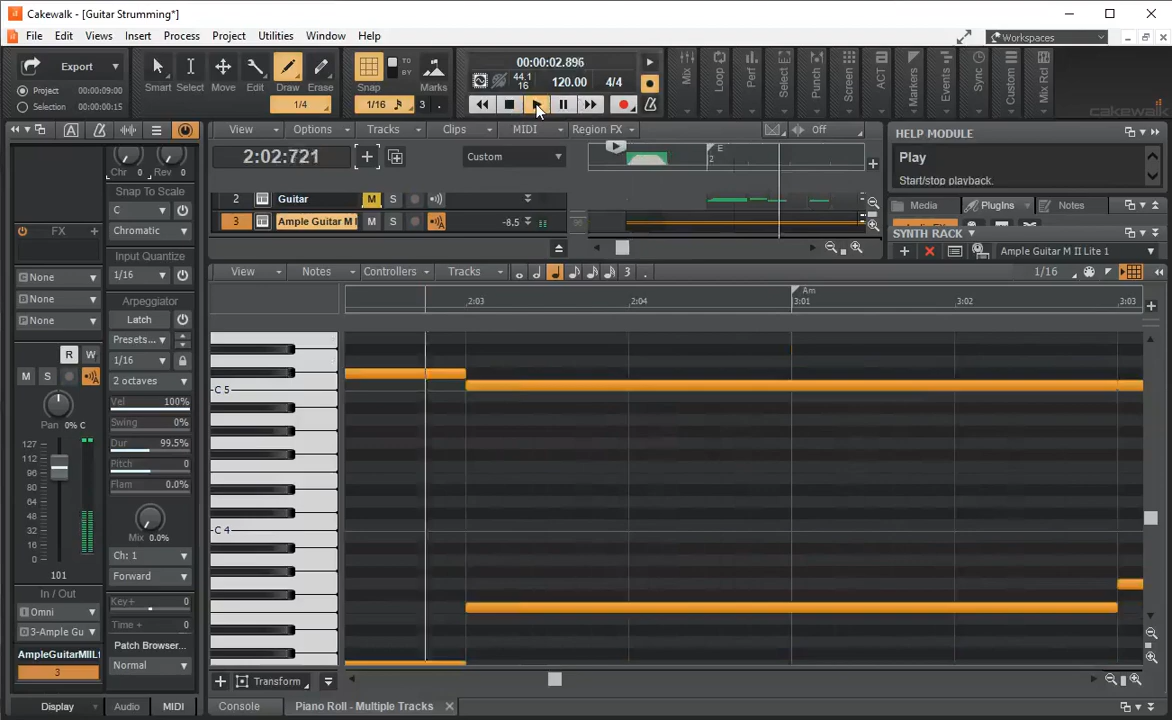 Cakewalk - [Guitar Strumming*]
File Edit Views Insert Process Project Utilities Window Help Workspaces
Export
Project 00:00:09:00
Selection 00:00:00:15
Smart Select Move Edit Draw Erase
1/4
Snap TO BY Marks
1/16 3
00:00:02.896
44.1 16 120.00 4/4
Mix Loop Perf Select Punch Screen ACT Markers Events Sync Mix Rd
cakewalk
View Options Tracks Clips MIDI Region FX Off
2:02:721 Custom
E
2
2 Guitar M S
3 Ample Guitar M I M S -8.5
HELP MODULE
Play
Start/stop playback.
Media PlugIns Notes
SYNTH RACK
Ample Guitar M II Lite 1
View Notes Controllers Tracks 3 . 1/16
2:03 2:04 Am 3:01 3:02 3:03
C 5
C 4
Transform
Console Piano Roll - Multiple Tracks
FX
None
None
None
R W
M S
Pan 0% C
127
112
96
80
64
48
32
16
0
101
In / Out
Omni
3-Ample Gu
AmpleGuitarMIILt
3
Chr 0 Rev 0
Snap To Scale
C
Chromatic
Input Quantize
1/16
Arpeggiator
Latch
Presets...
1/16
2 octaves
Vel 100%
Swing 0%
Dur 99.5%
Pitch 0
Flam 0.0%
Mix 0.0%
Ch: 1
Forward
Key+ 0
Time + 0
Patch Browser...
Normal
Display Audio MIDI